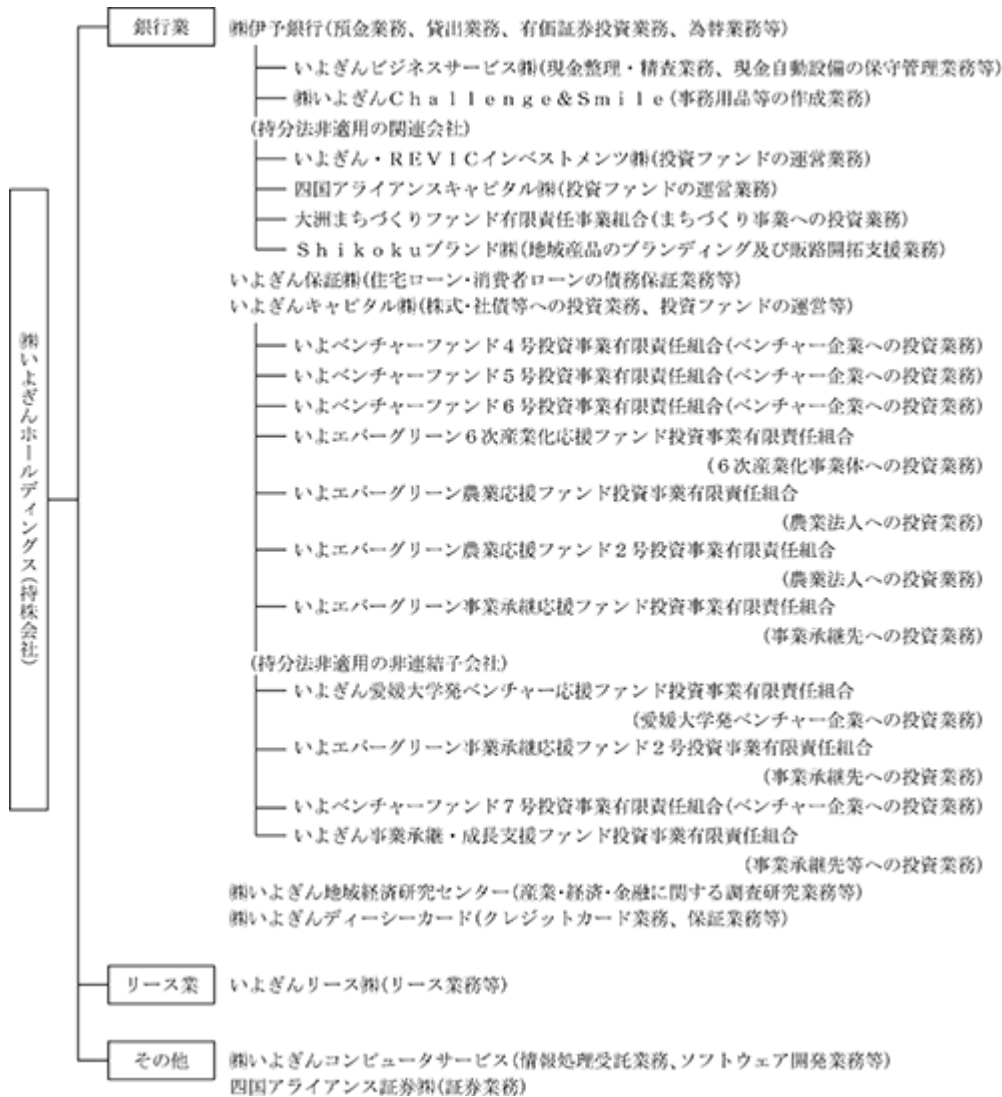 銀行業
㈱伊予銀行(預金業務、貸出業務、有価証券投資業務、為替業務等)
いよぎんビジネスサービス㈱(現金整理・精査業務、現金自動設備の保守管理業務等)
㈱いよぎんChallenge&Smile(事務用品等の作成業務)
(持分法非適用の関連会社)
いよぎん・REVICインベストメンツ㈱(投資ファンドの運営業務)
四国アライアンスキャピタル㈱(投資ファンドの運営業務)
大洲まちづくりファンド有限責任事業組合(まちづくり事業への投資業務)
Shikokuブランド㈱(地域産品のブランディング及び販路開拓支援業務)
いよぎん保証㈱(住宅ローン・消費者ローンの債務保証業務等)
いよぎんキャピタル㈱(株式・社債等への投資業務、投資ファンドの運営等)
㈱いよぎんホールディングス(持株会社)
いよベンチャーファンド4号投資事業有限責任組合(ベンチャー企業への投資業務)
いよベンチャーファンド5号投資事業有限責任組合(ベンチャー企業への投資業務)
いよベンチャーファンド6号投資事業有限責任組合(ベンチャー企業への投資業務)
いよエバーグリーン6次産業化応援ファンド投資事業有限責任組合
(6次産業化事業体への投資業務)
いよエバーグリーン農業応援ファンド投資事業有限責任組合
(農業法人への投資業務)
いよエバーグリーン農業応援ファンド2号投資事業有限責任組合
(農業法人への投資業務)
いよエバーグリーン事業承継応援ファンド投資事業有限責任組合
(事業承継先への投資業務)
(持分法非適用の非連結子会社)
いよぎん愛媛大学発ベンチャー応援ファンド投資事業有限責任組合
(愛媛大学発ベンチャー企業への投資業務)
いよエバーグリーン事業承継応援ファンド2号投資事業有限責任組合
(事業承継先への投資業務)
いよベンチャーファンド7号投資事業有限責任組合(ベンチャー企業への投資業務)
いよぎん事業承継・成長支援ファンド投資事業有限責任組合
(事業承継先等への投資業務)
㈱いよぎん地域経済研究センター(産業・経済・金融に関する調査研究業務等)
㈱いよぎんディーシーカード(クレジットカード業務、保証業務等)
リース業
いよぎんリース㈱(リース業務等)
その他
㈱いよぎんコンピュータサービス(情報処理受託業務、ソフトウェア開発業務等)
四国アライアンス証券㈱(証券業務)